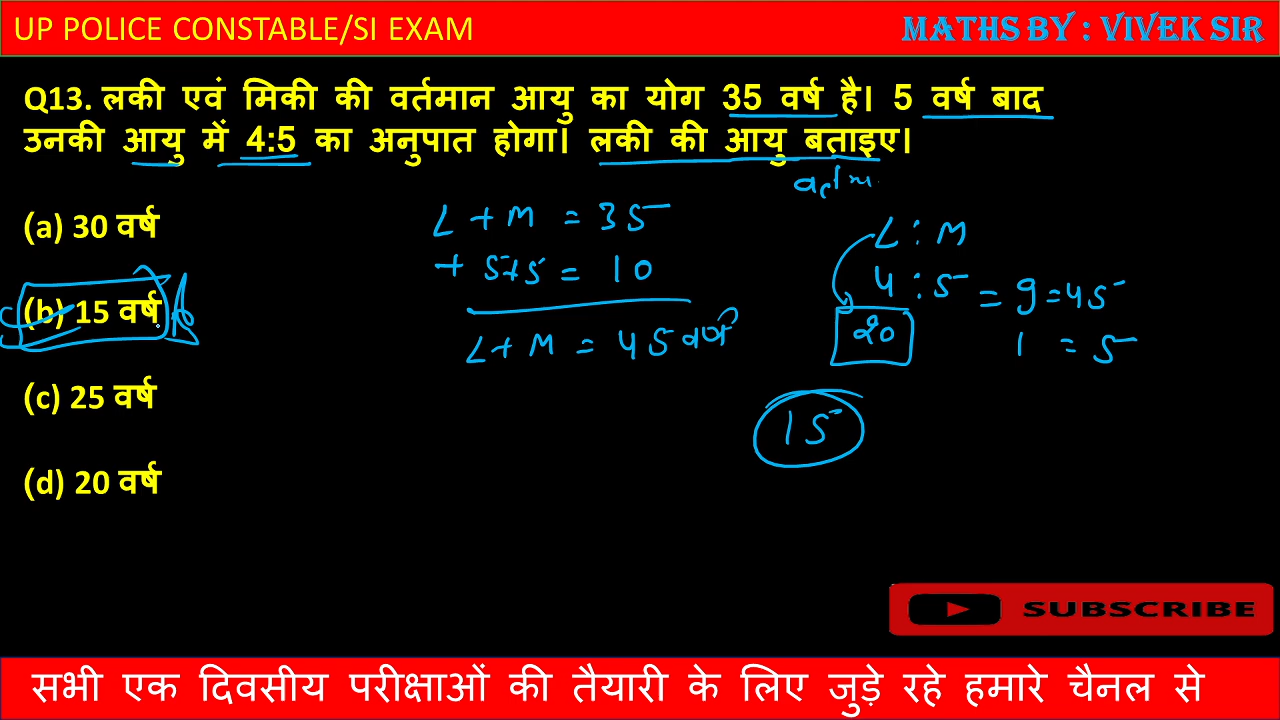 UP POLICE CONSTABLE/SI EXAM
MATHS BY : VIVEK SIR
Q13. लकी एवं मिकी की वर्तमान आयु का योग 35 वर्ष है। 5 वर्ष बाद
उनकी आयु में 4:5 का अनुपात होगा। लकी की आयु बताइए।
(a) 30 वर्ष
(b) 15 वर्ष
(c) 25 वर्ष
(d) 20 वर्ष
L + M = 35
+ 5+5 = 10
L + M = 45 वर्ष
L : M
4 : 5 = 9 = 45
20
1 = 5
15
SUBSCRIBE
सभी एक दिवसीय परीक्षाओं की तैयारी के लिए जुड़े रहे हमारे चैनल से